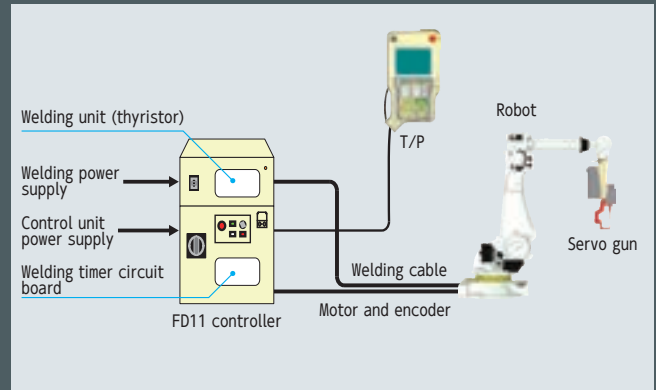 Welding unit (thyristor)
Welding power
supply
Control unit
power supply
Welding timer circuit
board
FD11 controller
T/P
Robot
Servo gun
Welding cable
Motor and encoder